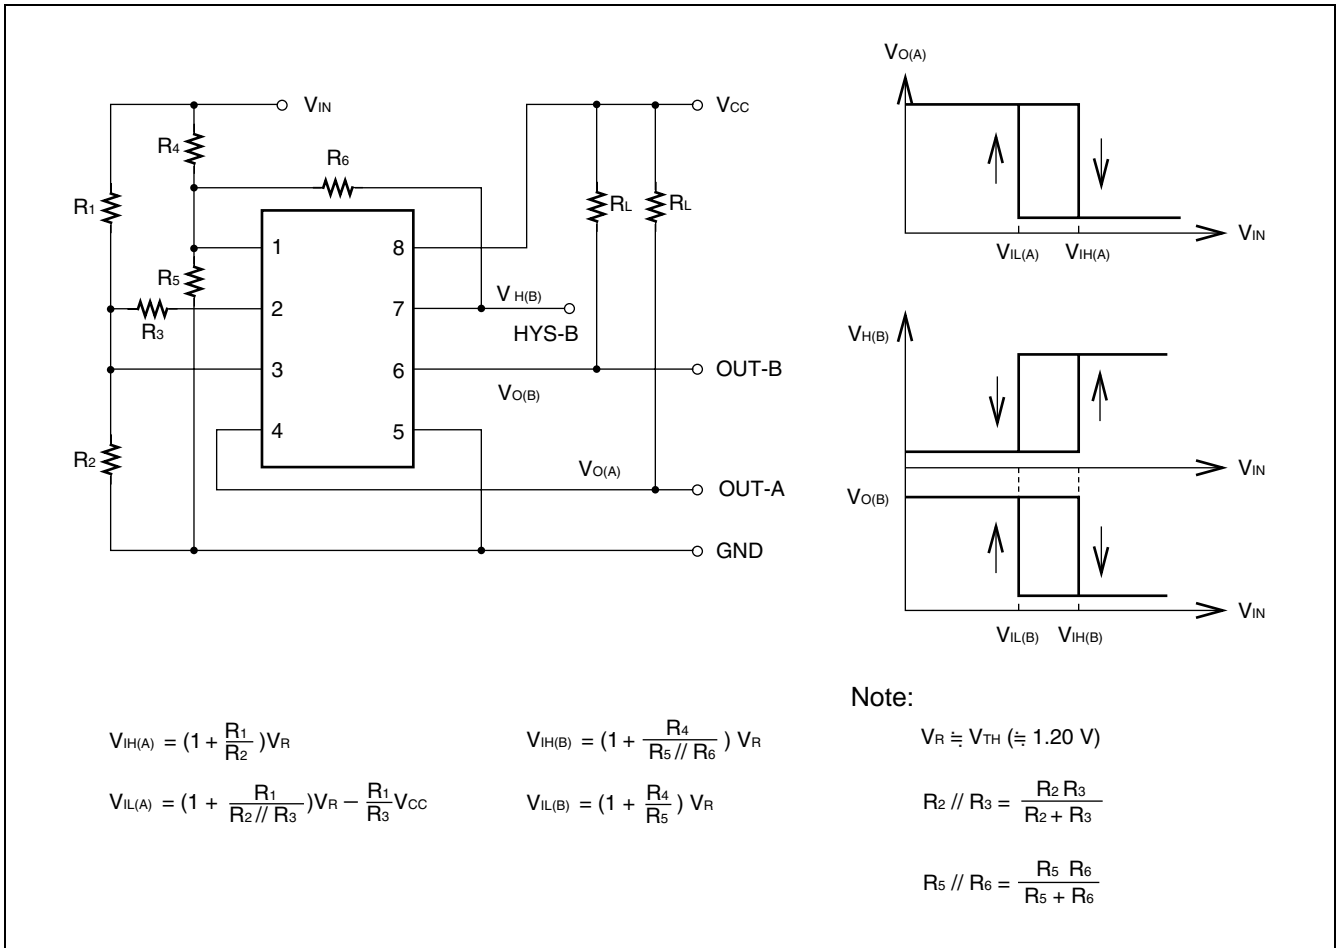 VIN
VCC
R4
R6
R1
RL
RL
1
8
R5
VH(B)
2
7
R3
HYS-B
3
6
OUT-B
VO(B)
4
5
R2
VO(A)
OUT-A
GND
VO(A)
VIN
VIL(A) VIH(A)
VH(B)
VIN
VO(B)
VIN
VIL(B) VIH(B)
VIH(A) = (1 + R1/R2)VR
VIL(A) = (1 + R1/(R2 // R3))VR − R1/R3 VCC
VIH(B) = (1 + R4/(R5 // R6)) VR
VIL(B) = (1 + R4/R5) VR
Note:
VR ≒ VTH (≒ 1.20 V)
R2 // R3 = R2 R3/(R2 + R3)
R5 // R6 = R5 R6/(R5 + R6)